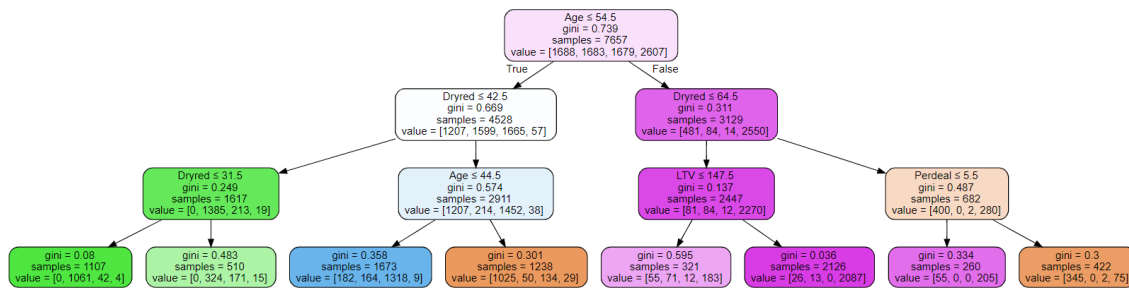 Age ≤ 54.5
gini = 0.739
samples = 7657
value = [1688, 1683, 1679, 2607]
True
False
Dryred ≤ 42.5
gini = 0.669
samples = 4528
value = [1207, 1599, 1665, 57]
Dryred ≤ 64.5
gini = 0.311
samples = 3129
value = [481, 84, 14, 2550]
Dryred ≤ 31.5
gini = 0.249
samples = 1617
value = [0, 1385, 213, 19]
Age ≤ 44.5
gini = 0.574
samples = 2911
value = [1207, 214, 1452, 38]
LTV ≤ 147.5
gini = 0.137
samples = 2447
value = [81, 84, 12, 2270]
Perdeal ≤ 5.5
gini = 0.487
samples = 682
value = [400, 0, 2, 280]
gini = 0.08
samples = 1107
value = [0, 1061, 42, 4]
gini = 0.483
samples = 510
value = [0, 324, 171, 15]
gini = 0.358
samples = 1673
value = [182, 164, 1318, 9]
gini = 0.301
samples = 1238
value = [1025, 50, 134, 29]
gini = 0.595
samples = 321
value = [55, 71, 12, 183]
gini = 0.036
samples = 2126
value = [26, 13, 0, 2087]
gini = 0.334
samples = 260
value = [55, 0, 0, 205]
gini = 0.3
samples = 422
value = [345, 0, 2, 75]